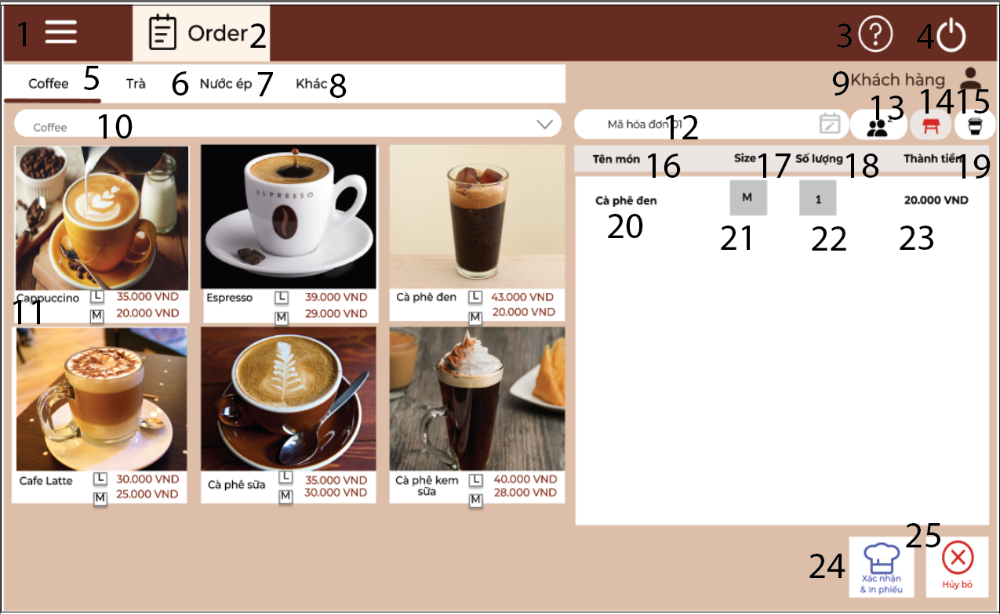 1 Order 2 3 4
Coffee 5 Trà 6 Nước ép 7 Khác 8
9 Khách hàng
Coffee 10
Mã hóa đơn 01 12 13 2 14 15
Tên món 16 Size 17 Số lượng 18 Thành tiền 19
Cà phê đen M 1 20.000 VND
20 21 22 23
ESPRESSO
Cappuccino L 35.000 VND
M 20.000 VND
11
Espresso L 39.000 VND
M 29.000 VND
Cà phê đen L 43.000 VND
M 20.000 VND
Cafe Latte L 30.000 VND
M 25.000 VND
Cà phê sữa L 35.000 VND
M 30.000 VND
Cà phê kem L 40.000 VND
sữa M 28.000 VND
24 25
Xác nhận
& In phiếu
Hủy bỏ